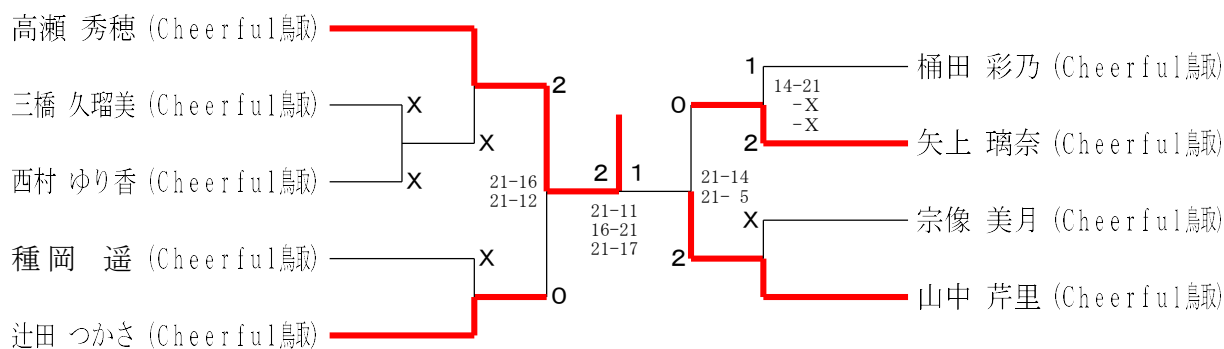 高瀬 秀穂 (Cheerful鳥取)
三橋 久瑠美 (Cheerful鳥取)
西村 ゆり香 (Cheerful鳥取)
種岡 遥 (Cheerful鳥取)
辻田 つかさ (Cheerful鳥取)
X
X
X
X
2
21-16
21-12
0
2 1
21-11
16-21
21-17
0
21-14
21- 5
2
1
14-21
-X
-X
2
X
桶田 彩乃 (Cheerful鳥取)
矢上 璃奈 (Cheerful鳥取)
宗像 美月 (Cheerful鳥取)
山中 芹里 (Cheerful鳥取)